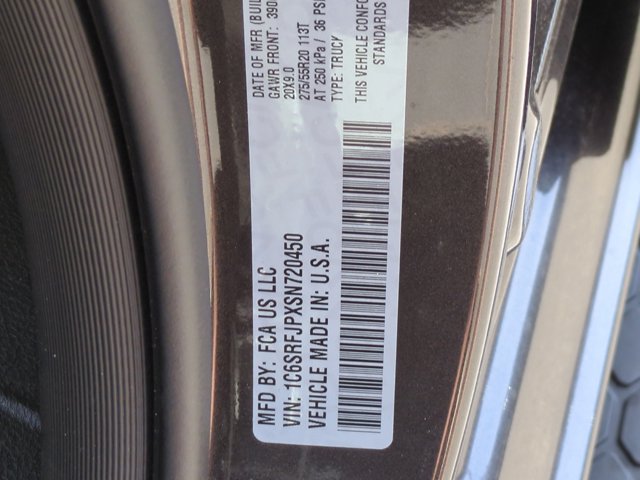 MFD BY: FCA US LLC
DATE OF MFR (BUIL
GAWR FRONT: 390
VIN: 1C6SRFJPXSN720450
20X9.0
VEHICLE MADE IN: U.S.A.
275/55R20 113T
AT 250 kPa / 36 PSI
TYPE: TRUCK
THIS VEHICLE CONFO
STANDARDS